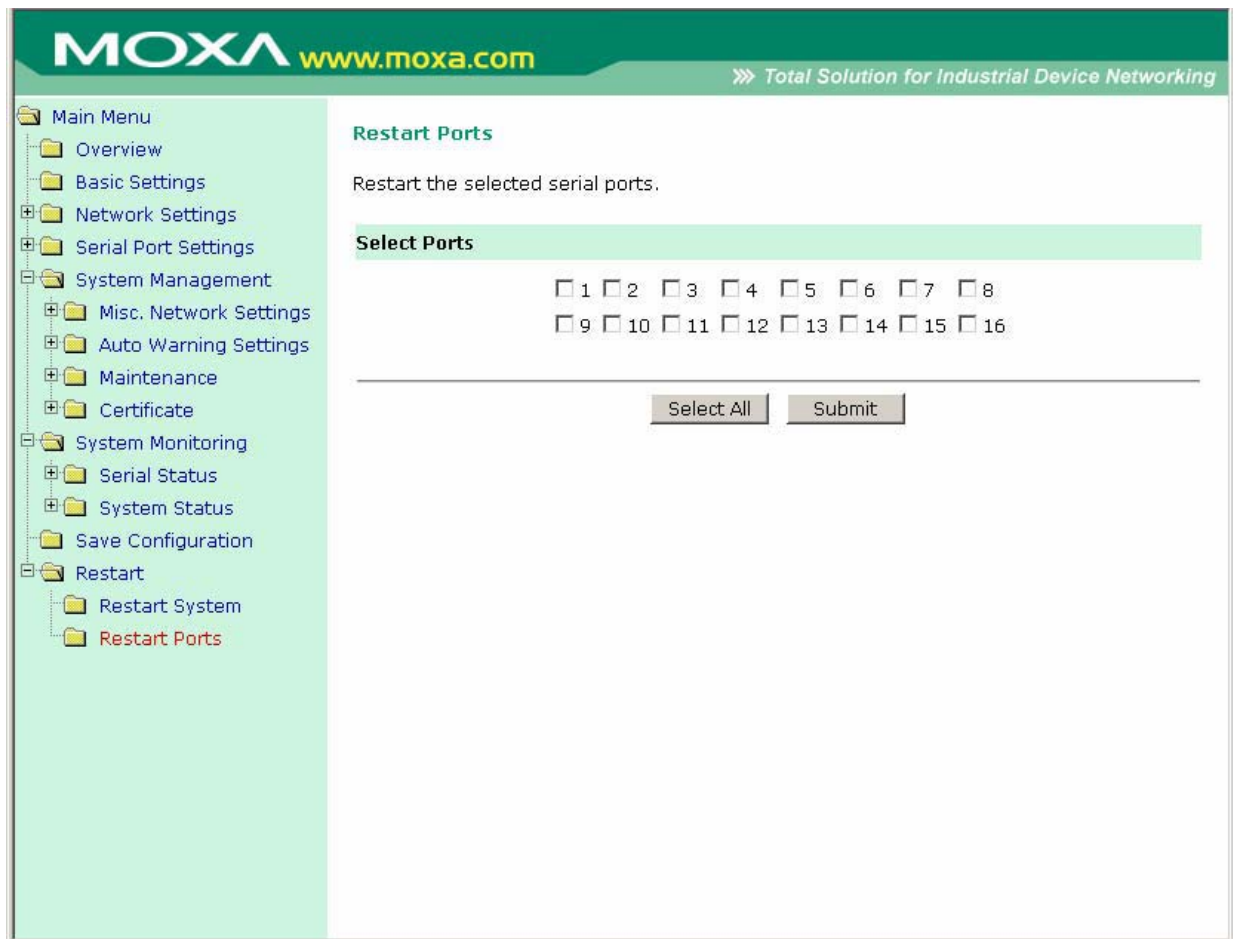 MOXA www.moxa.com
Total Solution for Industrial Device Networking
Main Menu
Overview
Basic Settings
Network Settings
Serial Port Settings
System Management
Misc. Network Settings
Auto Warning Settings
Maintenance
Certificate
System Monitoring
Serial Status
System Status
Save Configuration
Restart
Restart System
Restart Ports
Restart Ports
Restart the selected serial ports.
Select Ports
1 2 3 4 5 6 7 8
9 10 11 12 13 14 15 16
Select All Submit